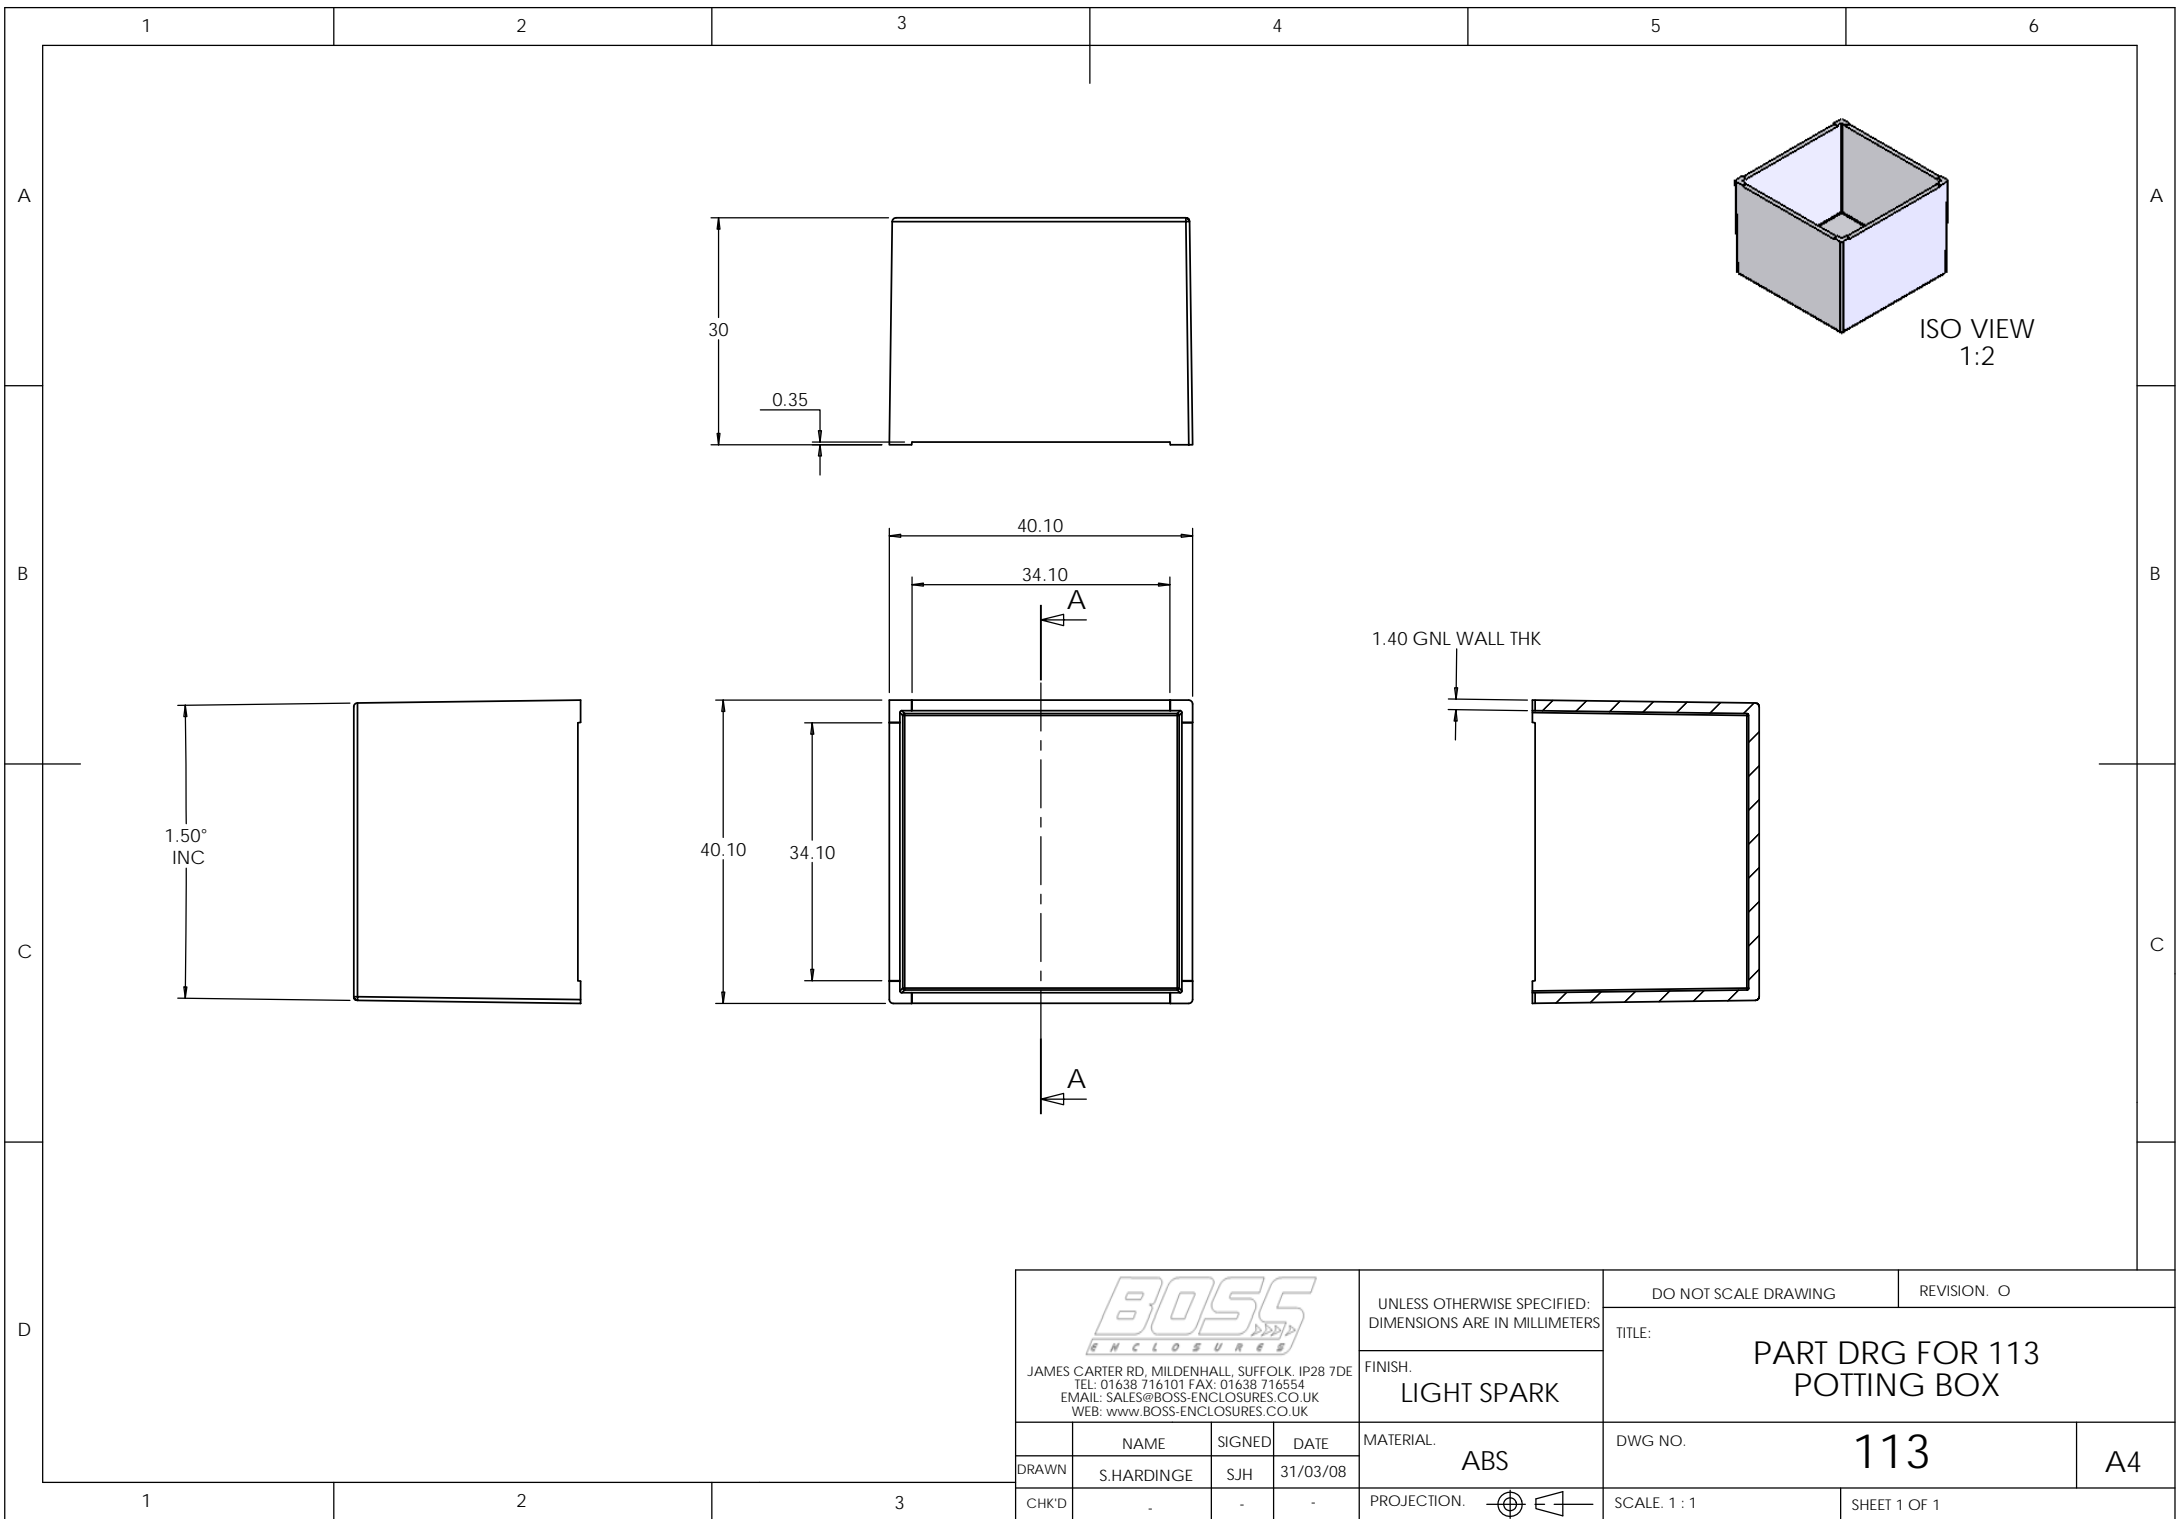 1 2 3 4 5 6
A A
ISO VIEW
1:2
30
0.35
B B
40.10
34.10
A
1.40 GNL WALL THK
1.50°
INC
40.10 34.10
C C
A
D
BOSS
ENCLOSURES
JAMES CARTER RD, MILDENHALL, SUFFOLK. IP28 7DE
TEL: 01638 716101 FAX: 01638 716554
EMAIL: SALES@BOSS-ENCLOSURES.CO.UK
WEB: www.BOSS-ENCLOSURES.CO.UK
UNLESS OTHERWISE SPECIFIED:
DIMENSIONS ARE IN MILLIMETERS
FINISH.
LIGHT SPARK
DO NOT SCALE DRAWING
REVISION. O
TITLE:
PART DRG FOR 113
POTTING BOX
NAME SIGNED DATE
DRAWN S.HARDINGE SJH 31/03/08
CHK'D - - -
MATERIAL.
ABS
PROJECTION.
DWG NO.
113
A4
SCALE. 1 : 1
SHEET 1 OF 1
1 2 3